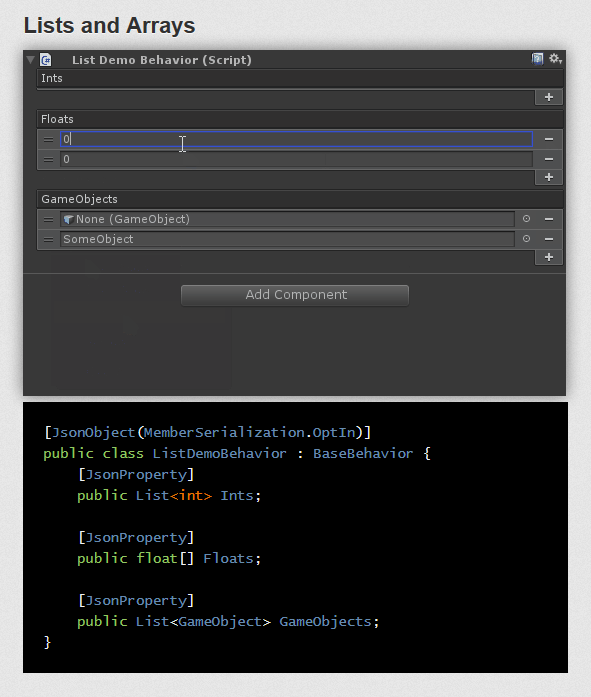 Lists and Arrays
List Demo Behavior (Script)
Ints
+
Floats
0 −
0 −
+
GameObjects
None (GameObject) −
SomeObject −
+
Add Component
[JsonObject(MemberSerialization.OptIn)]
public class ListDemoBehavior : BaseBehavior {
[JsonProperty]
public List<int> Ints;
[JsonProperty]
public float[] Floats;
[JsonProperty]
public List<GameObject> GameObjects;
}